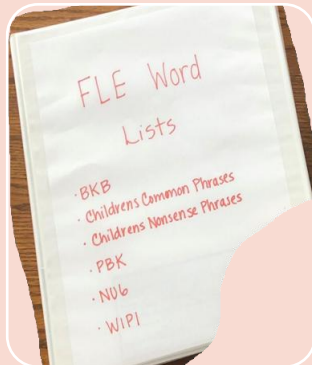 FLE Word
Lists
· BKB
· Childrens Common Phrases
· Childrens Nonsense Phrases
· PBK
· NU6
· WIPI